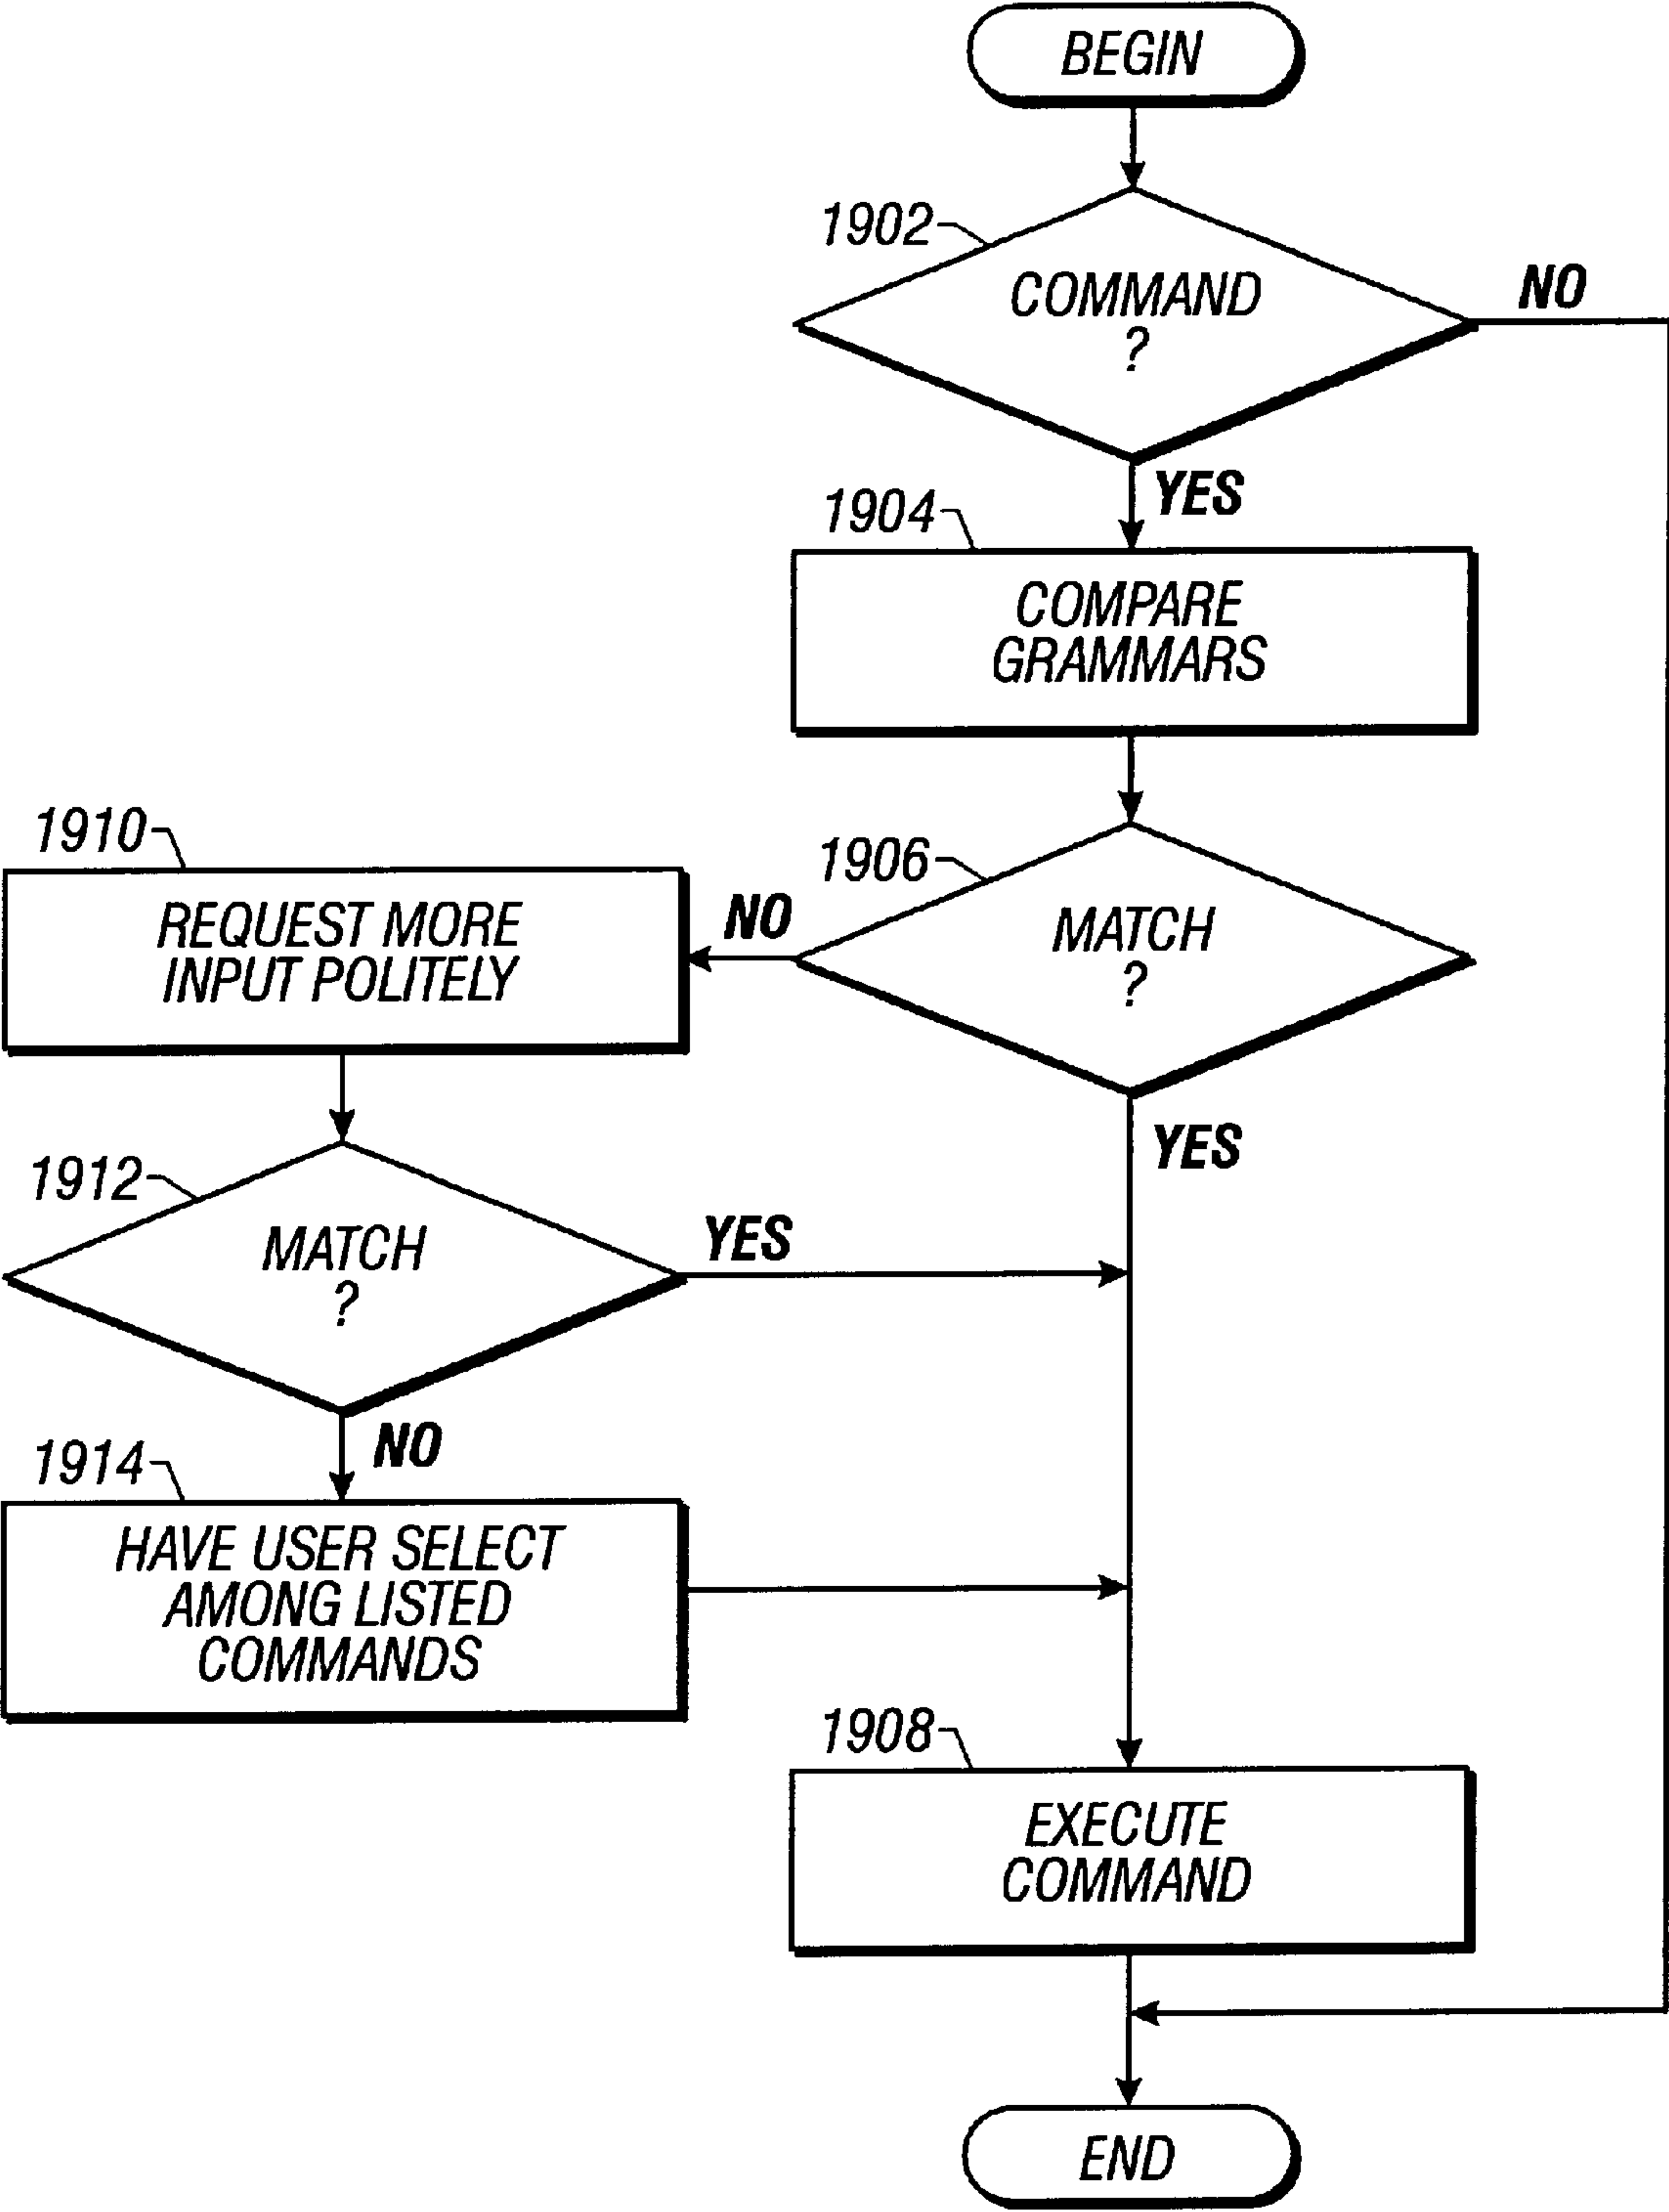 BEGIN
1902
COMMAND
?
NO
YES
1904
COMPARE
GRAMMARS
1906
MATCH
?
NO
YES
1910
REQUEST MORE
INPUT POLITELY
1912
MATCH
?
YES
NO
1914
HAVE USER SELECT
AMONG LISTED
COMMANDS
1908
EXECUTE
COMMAND
END